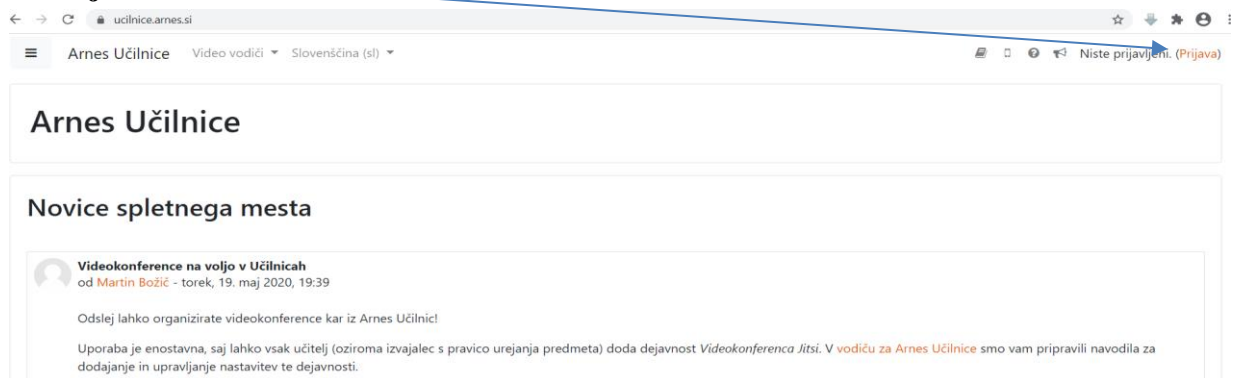 ucilnice.arnes.si
Arnes Učilnice Video vodiči Slovenščina (sl) Niste prijavljeni. (Prijava)
Arnes Učilnice
Novice spletnega mesta
Videokonference na voljo v Učilnicah
od Martin Božič - torek, 19. maj 2020, 19:39
Odslej lahko organizirate videokonference kar iz Arnes Učilnic!
Uporaba je enostavna, saj lahko vsak učitelj (oziroma izvajalec s pravico urejanja predmeta) doda dejavnost Videokonferenca Jitsi. V vodiču za Arnes Učilnice smo vam pripravili navodila za
dodajanje in upravljanje nastavitev te dejavnosti.